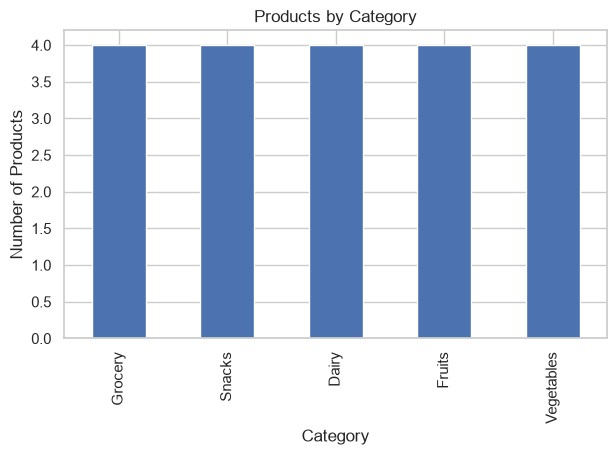 Products by Category
Number of Products
4.0
3.5
3.0
2.5
2.0
1.5
1.0
0.5
0.0
Grocery
Snacks
Dairy
Fruits
Vegetables
Category